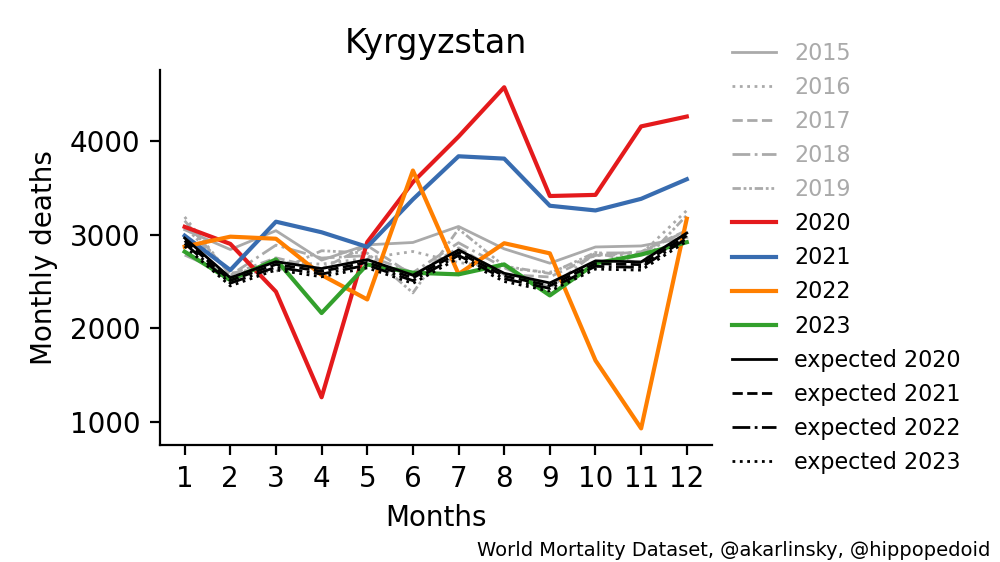 Kyrgyzstan
Monthly deaths
4000
3000
2000
1000
1 2 3 4 5 6 7 8 9 10 11 12
Months
2015
2016
2017
2018
2019
2020
2021
2022
2023
expected 2020
expected 2021
expected 2022
expected 2023
World Mortality Dataset, @akarlinsky, @hippopedoid